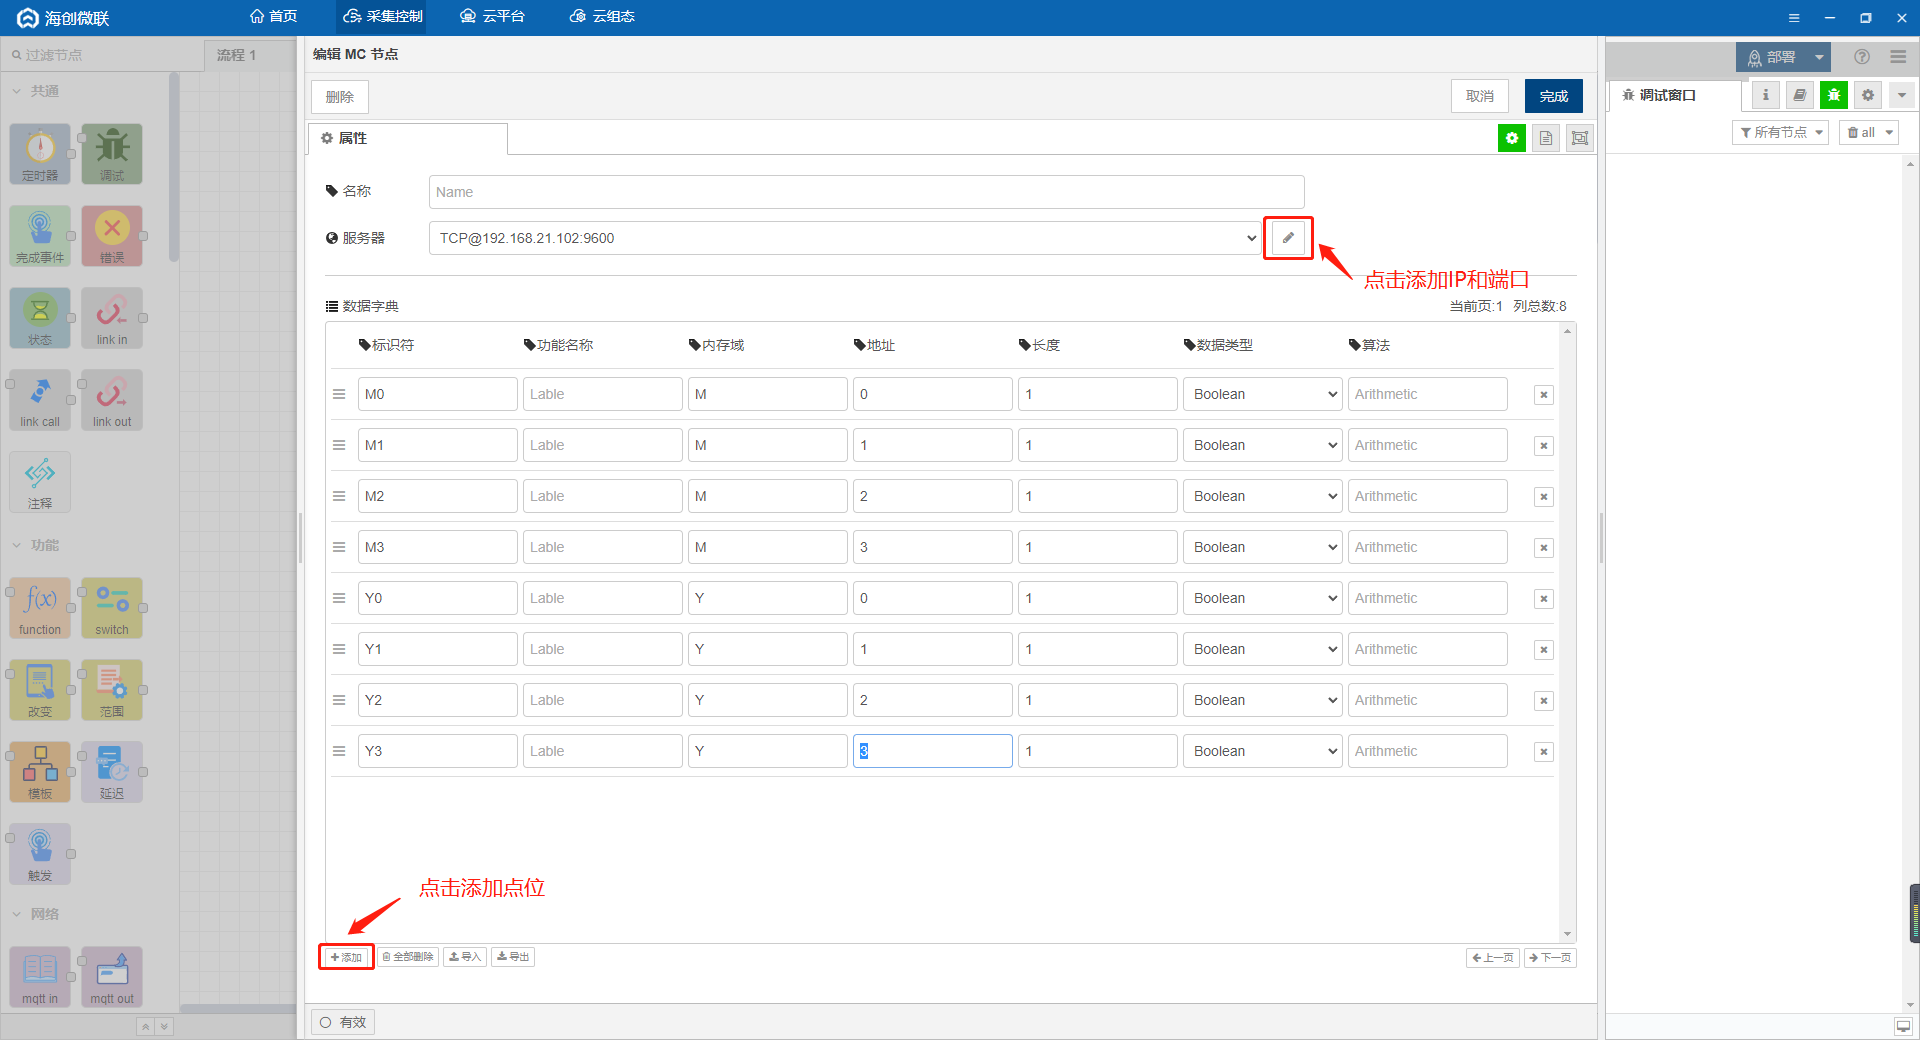 海创微联
首页
采集控制
云平台
云组态
过滤节点
流程 1
编辑 MC 节点
部署
删除
取消
完成
调试窗口
共通
属性
所有节点
all
定时器
调试
名称
Name
服务器
TCP@192.168.21.102:9600
完成事件
错误
点击添加IP和端口
数据字典
当前页:1 列总数:8
状态
link in
标识符
功能名称
内存域
地址
长度
数据类型
算法
M0
Lable
M
0
1
Boolean
Arithmetic
link call
link out
M1
Lable
M
1
1
Boolean
Arithmetic
M2
Lable
M
2
1
Boolean
Arithmetic
注释
M3
Lable
M
3
1
Boolean
Arithmetic
功能
Y0
Lable
Y
0
1
Boolean
Arithmetic
f(x)
function
switch
Y1
Lable
Y
1
1
Boolean
Arithmetic
Y2
Lable
Y
2
1
Boolean
Arithmetic
改变
范围
Y3
Lable
Y
3
1
Boolean
Arithmetic
模板
延迟
触发
点击添加点位
网络
添加
全部删除
导入
导出
上一页
下一页
mqtt in
mqtt out
有效